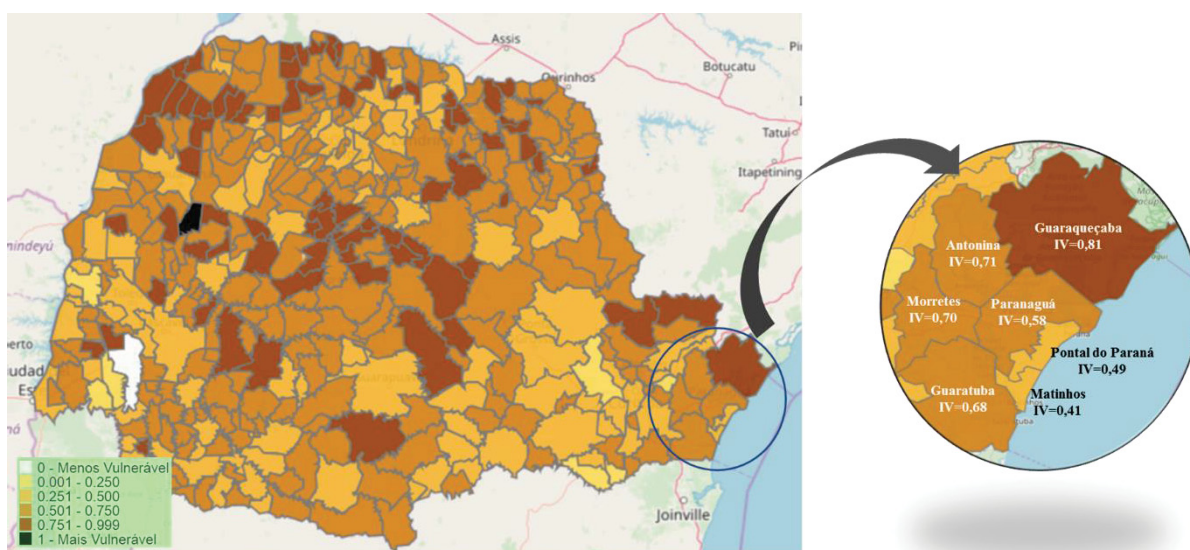 Assis
Ourinhos
Botucatu
Tatuí
Itapetining
Joinville
0 - Menos Vulnerável
0.001 - 0.250
0.251 - 0.500
0.501 - 0.750
0.751 - 0.999
1 - Mais Vulnerável
Guaraqueçaba
IV=0,81
Antonina
IV=0,71
Morretes
IV=0,70
Paranaguá
IV=0,58
Pontal do Paraná
IV=0,49
Guaratuba
IV=0,68
Matinhos
IV=0,41